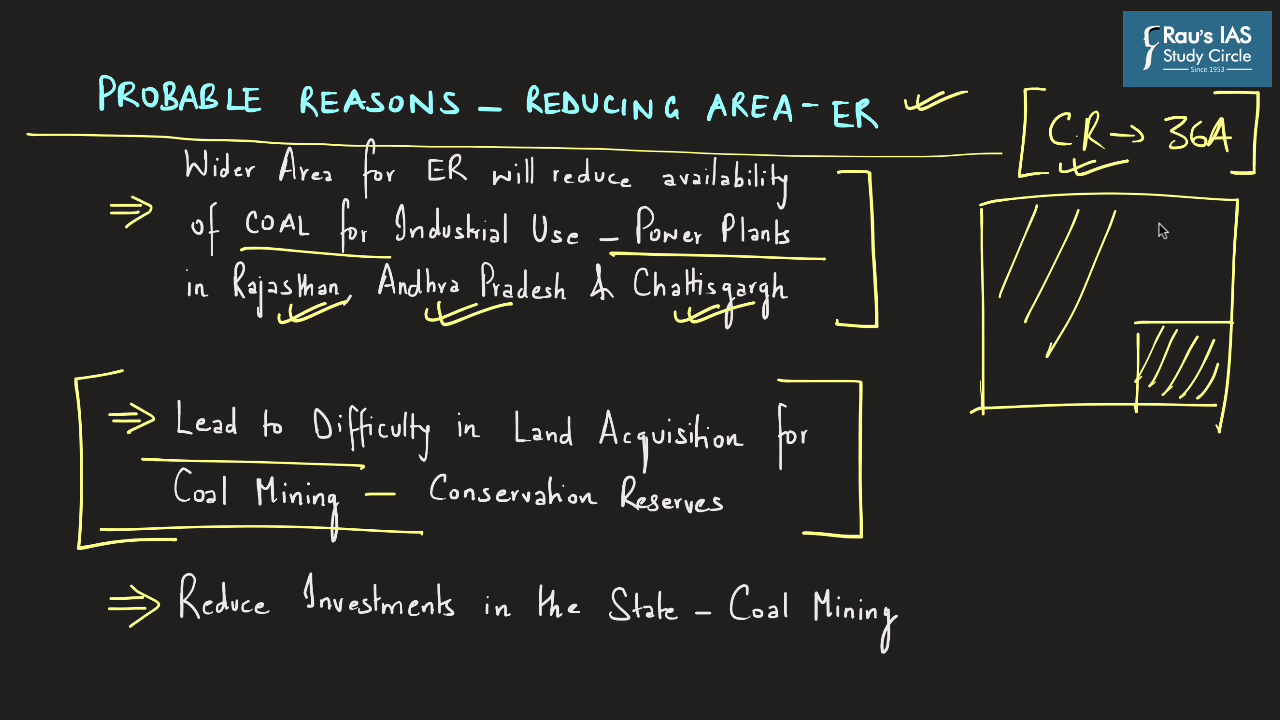 Rau's IAS
Study Circle
Since 1953
PROBABLE REASONS – REDUCING AREA – ER
C.R → 36A
⇒ Wider Area for ER will reduce availability
of COAL for Industrial Use – Power Plants
in Rajasthan, Andhra Pradesh & Chattisgargh
⇒ Lead to Difficulty in Land Acquisition for
Coal Mining – Conservation Reserves
⇒ Reduce Investments in the State – Coal Mining